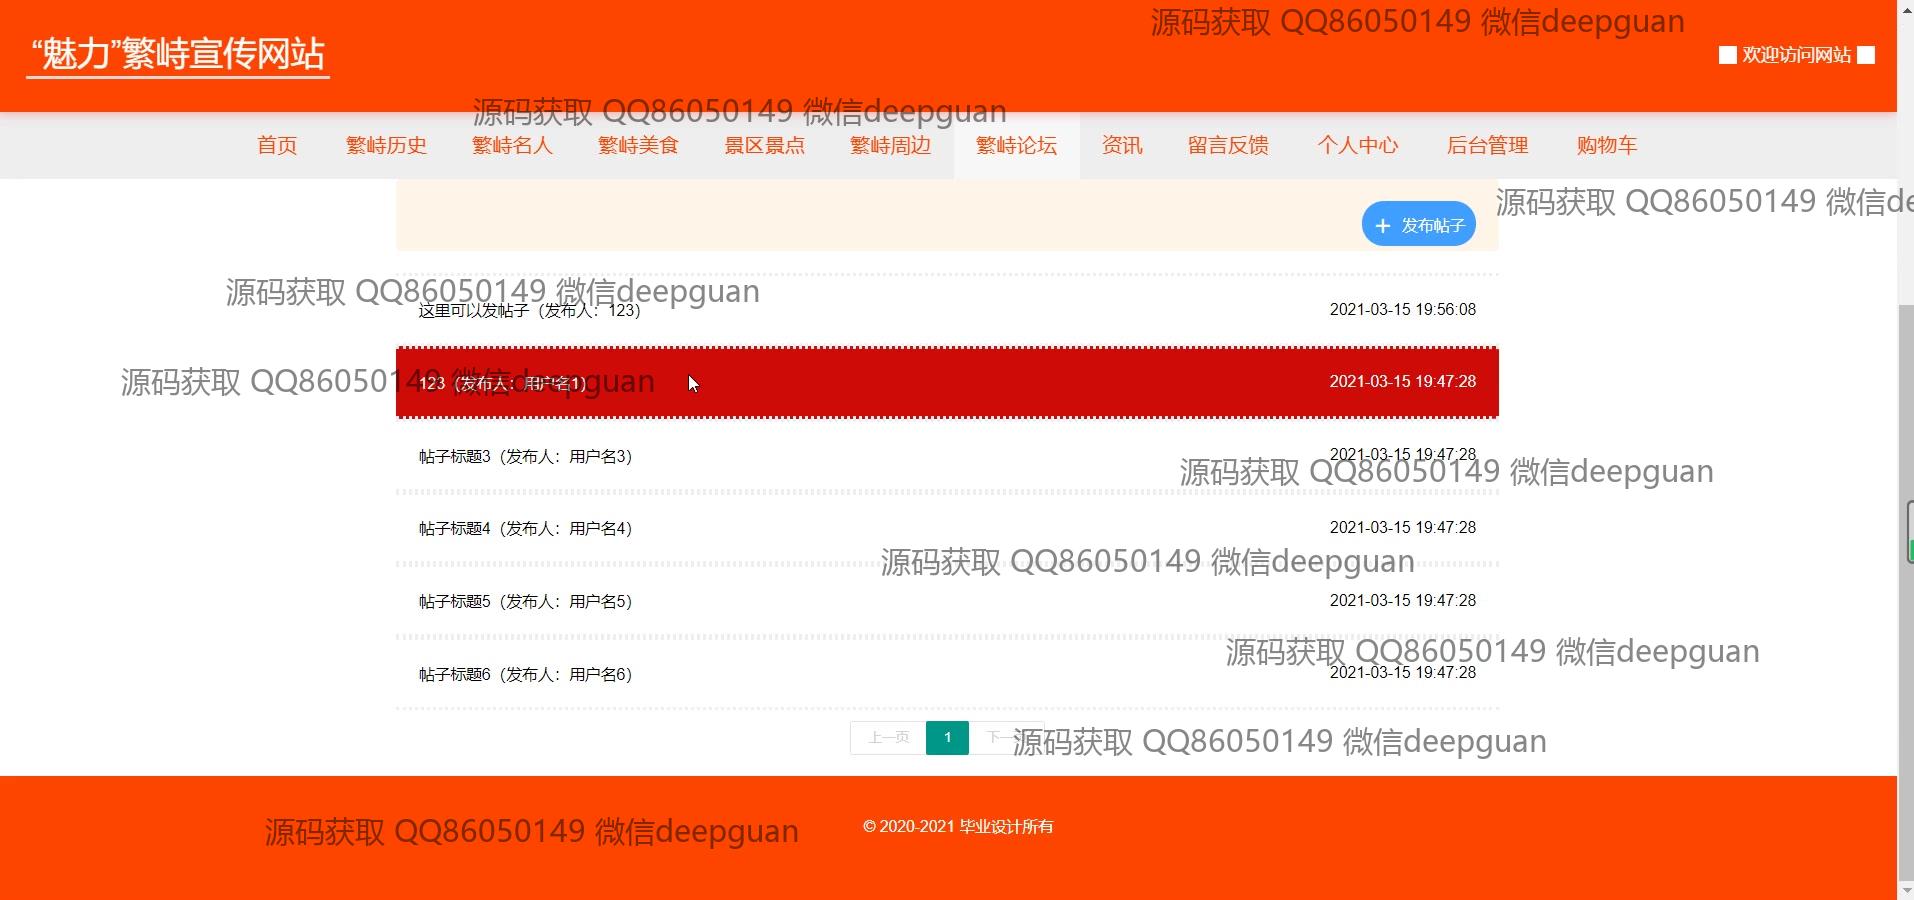 源码获取 QQ86050149 微信deepguan
“魅力”繁峙宣传网站
欢迎访问网站
源码获取 QQ86050149 微信deepguan
首页 繁峙历史 繁峙名人 繁峙美食 景区景点 繁峙周边 繁峙论坛 资讯 留言反馈 个人中心 后台管理 购物车
源码获取 QQ86050149 微信de
+ 发布帖子
源码获取 QQ86050149 微信deepguan
这里可以发帖子（发布人：123） 2021-03-15 19:56:08
源码获取 QQ86050149 微信deepguan
123（发布人：用户名1） 2021-03-15 19:47:28
帖子标题3（发布人：用户名3） 2021-03-15 19:47:28
源码获取 QQ86050149 微信deepguan
帖子标题4（发布人：用户名4） 2021-03-15 19:47:28
源码获取 QQ86050149 微信deepguan
帖子标题5（发布人：用户名5） 2021-03-15 19:47:28
源码获取 QQ86050149 微信deepguan
帖子标题6（发布人：用户名6） 2021-03-15 19:47:28
上一页 1 下一
源码获取 QQ86050149 微信deepguan
源码获取 QQ86050149 微信deepguan
© 2020-2021 毕业设计所有